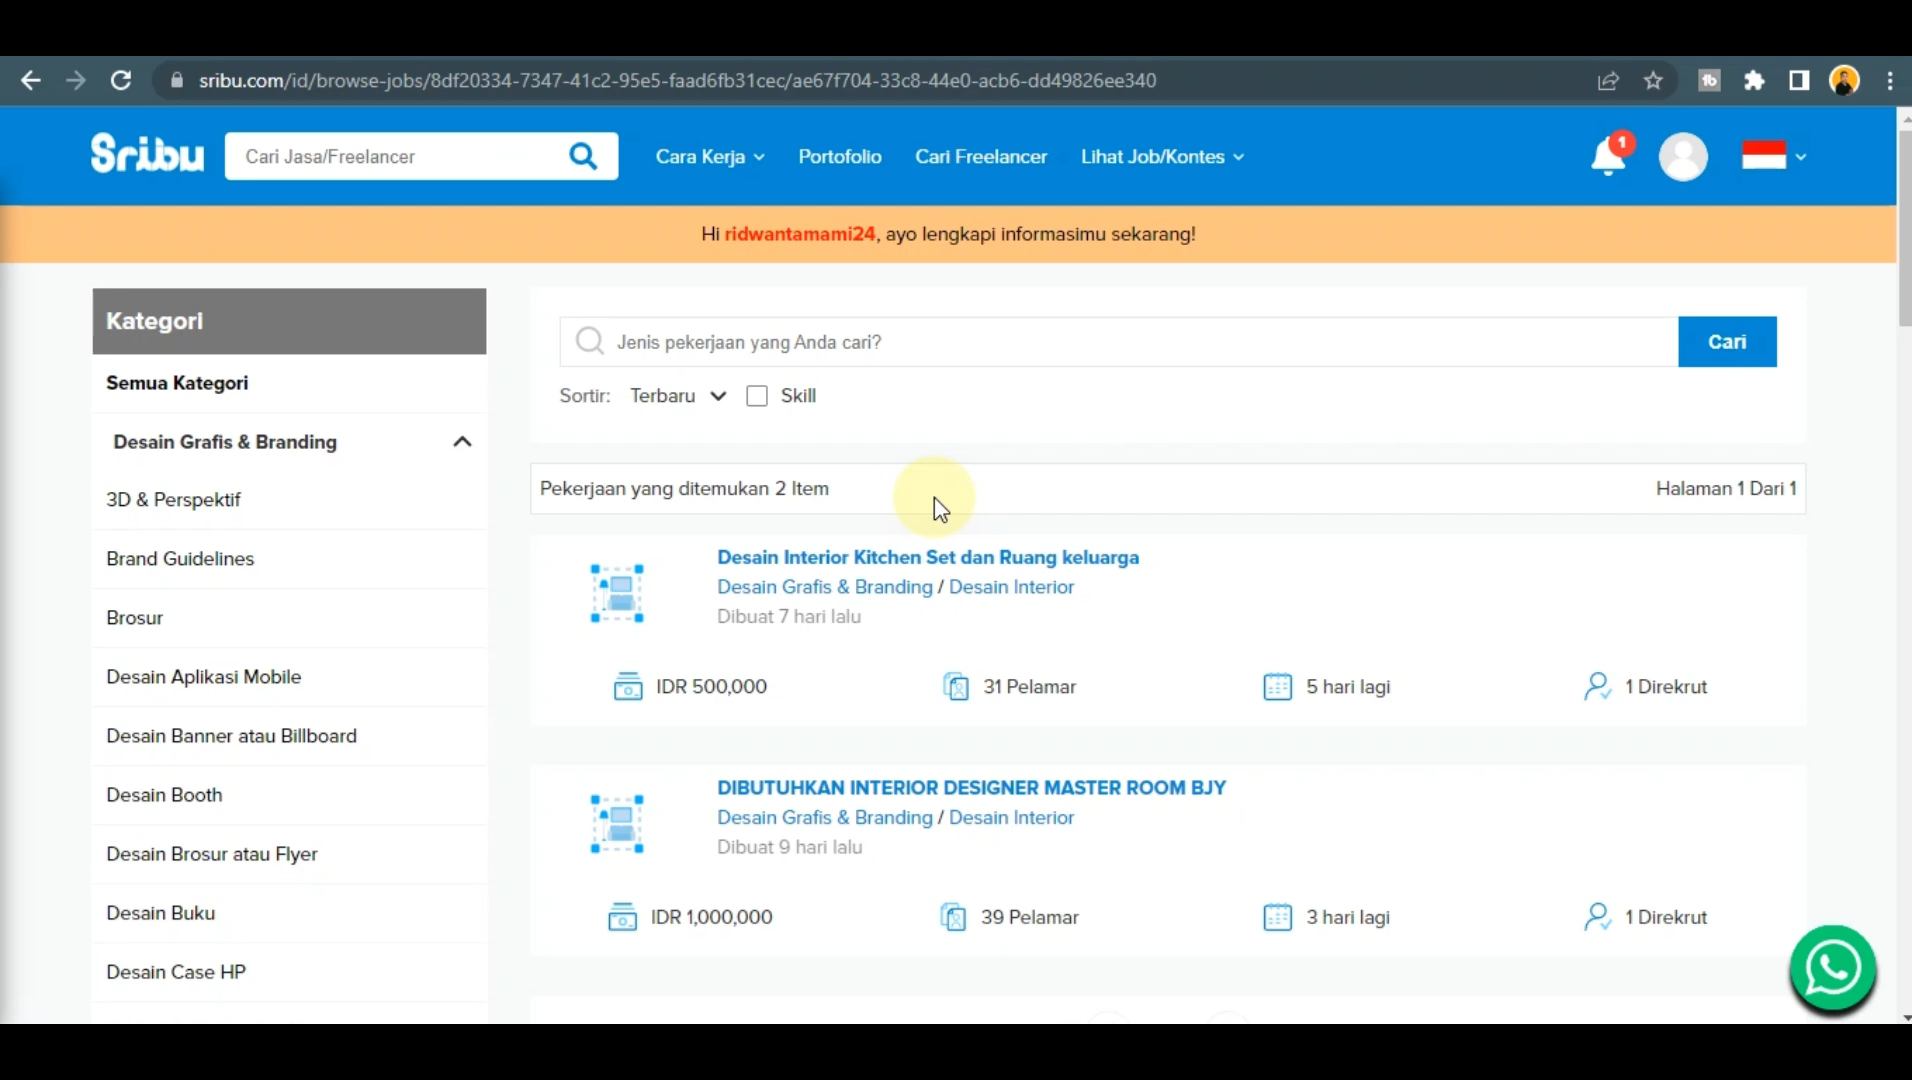 sribu.com/id/browse-jobs/8df20334-7347-41c2-95e5-faad6fb31cec/ae67f704-33c8-44e0-acb6-dd49826ee340
Sribu
Cari Jasa/Freelancer
Cara Kerja
Portofolio
Cari Freelancer
Lihat Job/Kontes
1
Hi ridwantamami24, ayo lengkapi informasimu sekarang!
Kategori
Semua Kategori
Desain Grafis & Branding
3D & Perspektif
Brand Guidelines
Brosur
Desain Aplikasi Mobile
Desain Banner atau Billboard
Desain Booth
Desain Brosur atau Flyer
Desain Buku
Desain Case HP
Jenis pekerjaan yang Anda cari?
Cari
Sortir: Terbaru Skill
Pekerjaan yang ditemukan 2 Item
Halaman 1 Dari 1
Desain Interior Kitchen Set dan Ruang keluarga
Desain Grafis & Branding / Desain Interior
Dibuat 7 hari lalu
IDR 500,000
31 Pelamar
5 hari lagi
1 Direkrut
DIBUTUHKAN INTERIOR DESIGNER MASTER ROOM BJY
Desain Grafis & Branding / Desain Interior
Dibuat 9 hari lalu
IDR 1,000,000
39 Pelamar
3 hari lagi
1 Direkrut